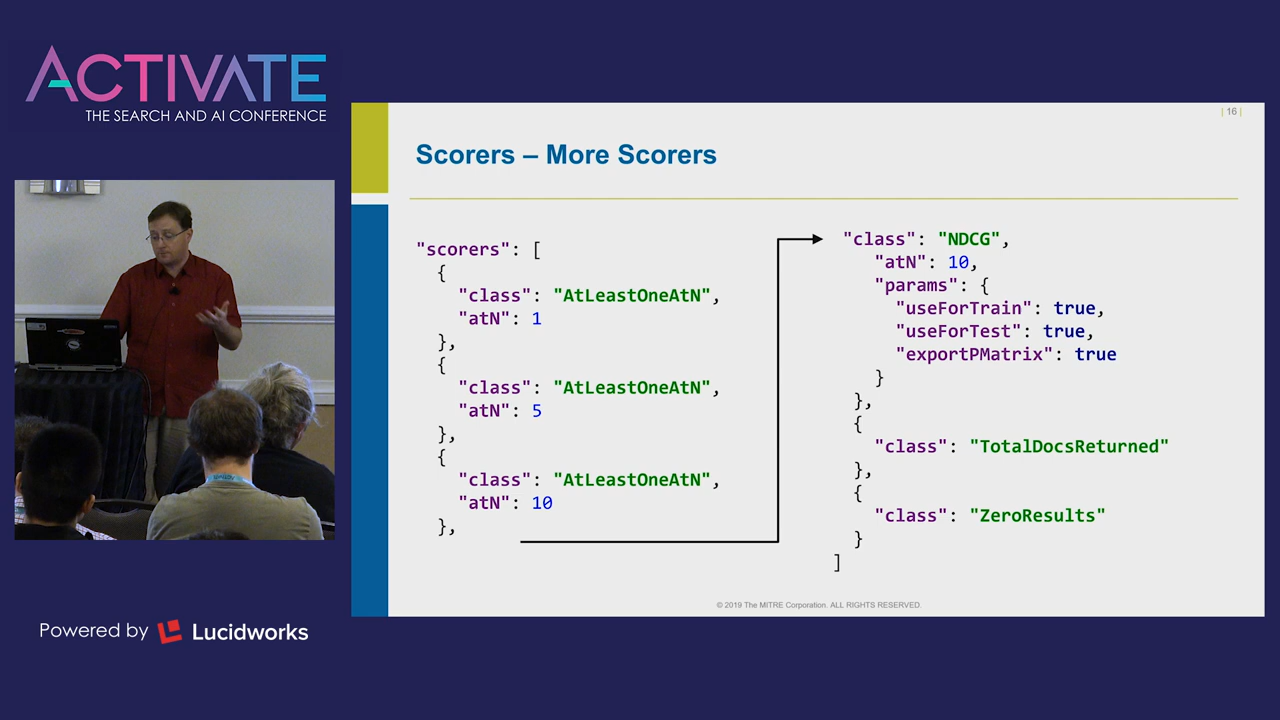 ACTIVATE
THE SEARCH AND AI CONFERENCE
| 16 |
Scorers – More Scorers
"scorers": [
{
"class": "AtLeastOneAtN",
"atN": 1
},
{
"class": "AtLeastOneAtN",
"atN": 5
},
{
"class": "AtLeastOneAtN",
"atN": 10
},
"class": "NDCG",
"atN": 10,
"params": {
"useForTrain": true,
"useForTest": true,
"exportPMatrix": true
}
},
{
"class": "TotalDocsReturned"
},
{
"class": "ZeroResults"
}
]
© 2019 The MITRE Corporation. ALL RIGHTS RESERVED.
Powered by Lucidworks